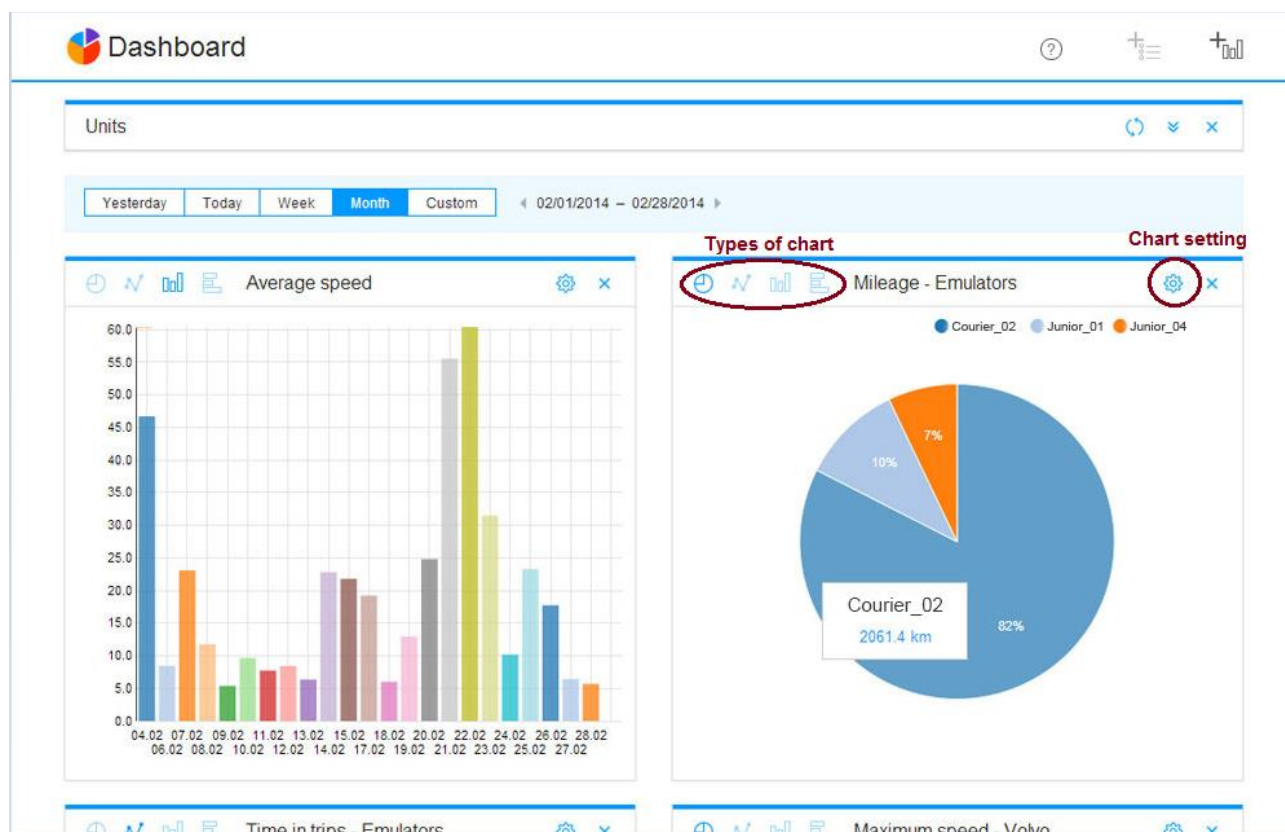 Dashboard
Units
Yesterday Today Week Month Custom 02/01/2014 – 02/28/2014
Types of chart
Chart setting
Average speed
60.0
55.0
50.0
45.0
40.0
35.0
30.0
25.0
20.0
15.0
10.0
5.0
0.0
04.02 07.02 09.02 11.02 13.02 15.02 18.02 20.02 22.02 24.02 26.02 28.02
06.02 08.02 10.02 12.02 14.02 17.02 19.02 21.02 23.02 25.02 27.02
Mileage - Emulators
Courier_02 Junior_01 Junior_04
7%
10%
Courier_02
2061.4 km
82%
Time in trips - Emulators
Maximum speed - Volvo